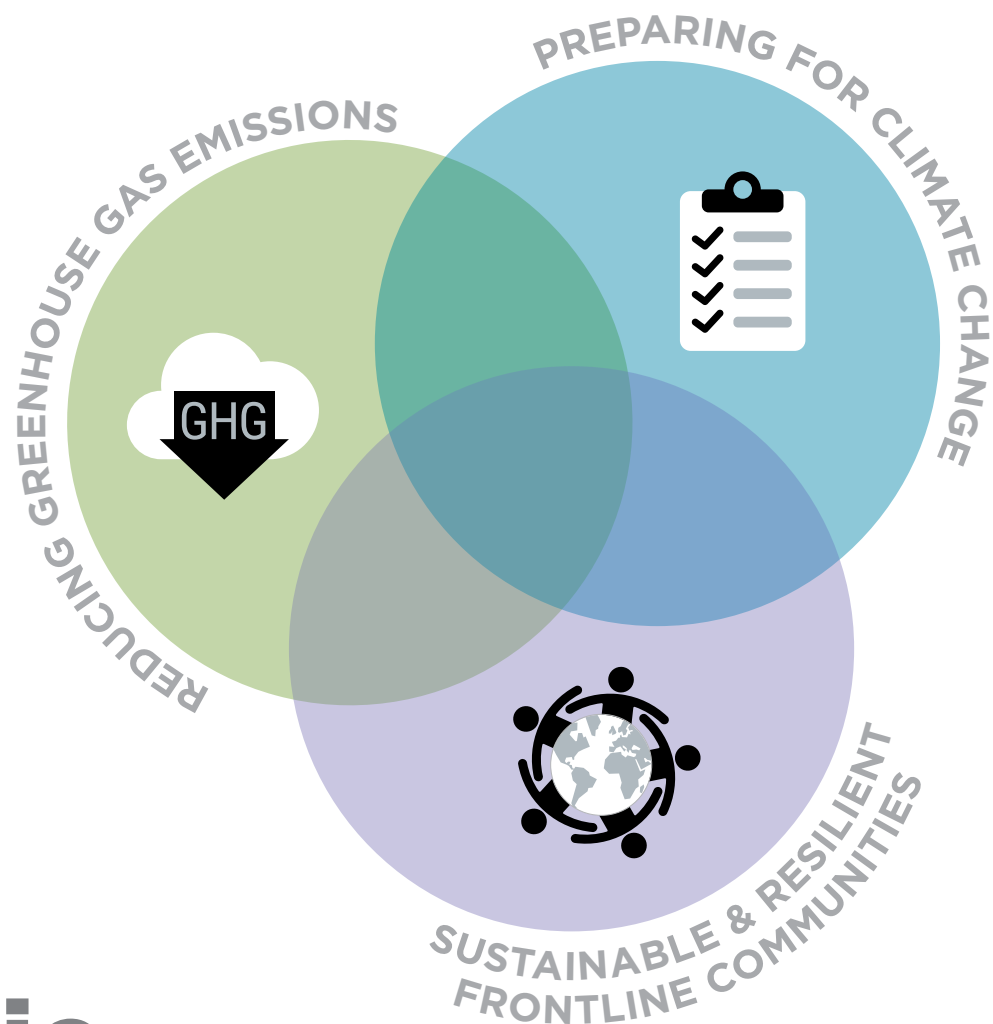 PREPARING FOR CLIMATE CHANGE
REDUCING GREENHOUSE GAS EMISSIONS
GHG
SUSTAINABLE & RESILIENT
FRONTLINE COMMUNITIES